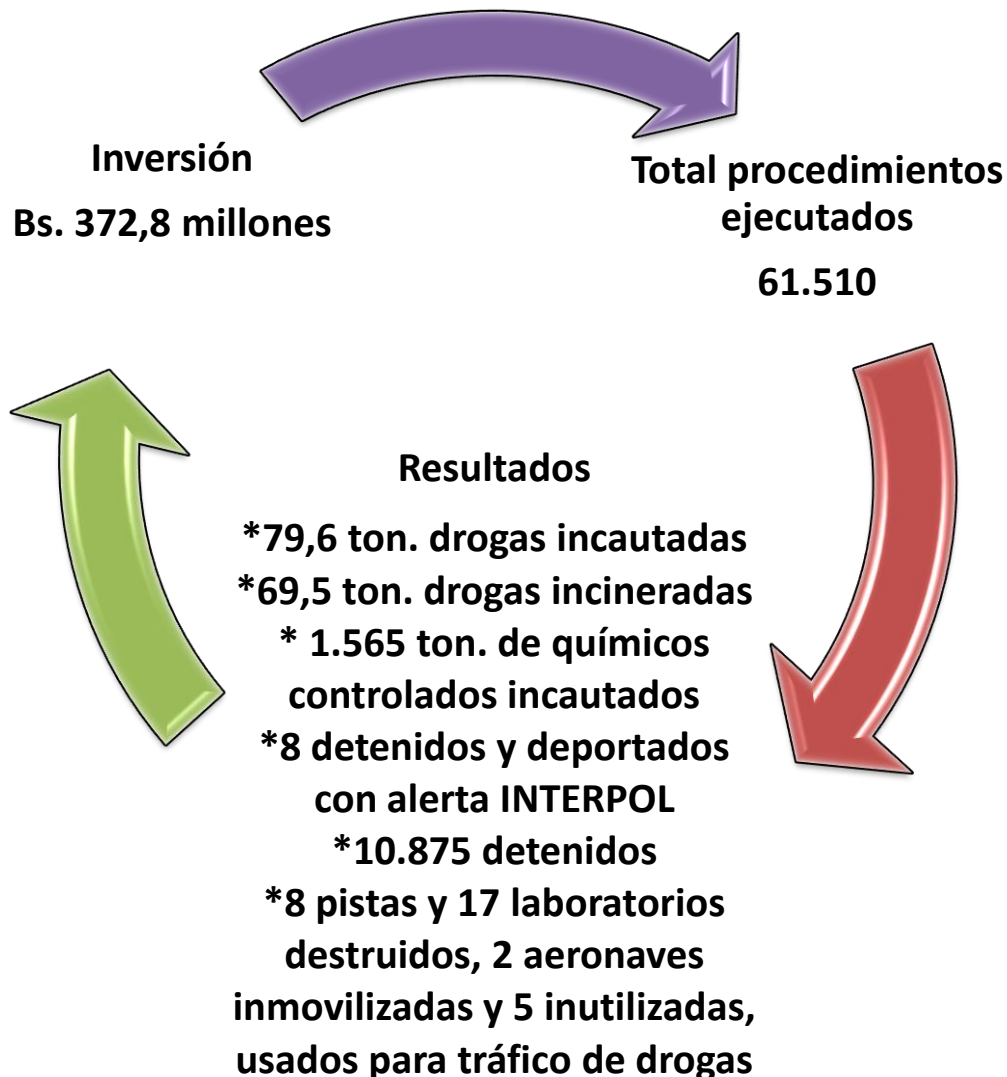 Inversión
Bs. 372,8 millones
Total procedimientos
ejecutados
61.510
Resultados
*79,6 ton. drogas incautadas
*69,5 ton. drogas incineradas
* 1.565 ton. de químicos
controlados incautados
*8 detenidos y deportados
con alerta INTERPOL
*10.875 detenidos
*8 pistas y 17 laboratorios
destruidos, 2 aeronaves
inmovilizadas y 5 inutilizadas,
usados para tráfico de drogas